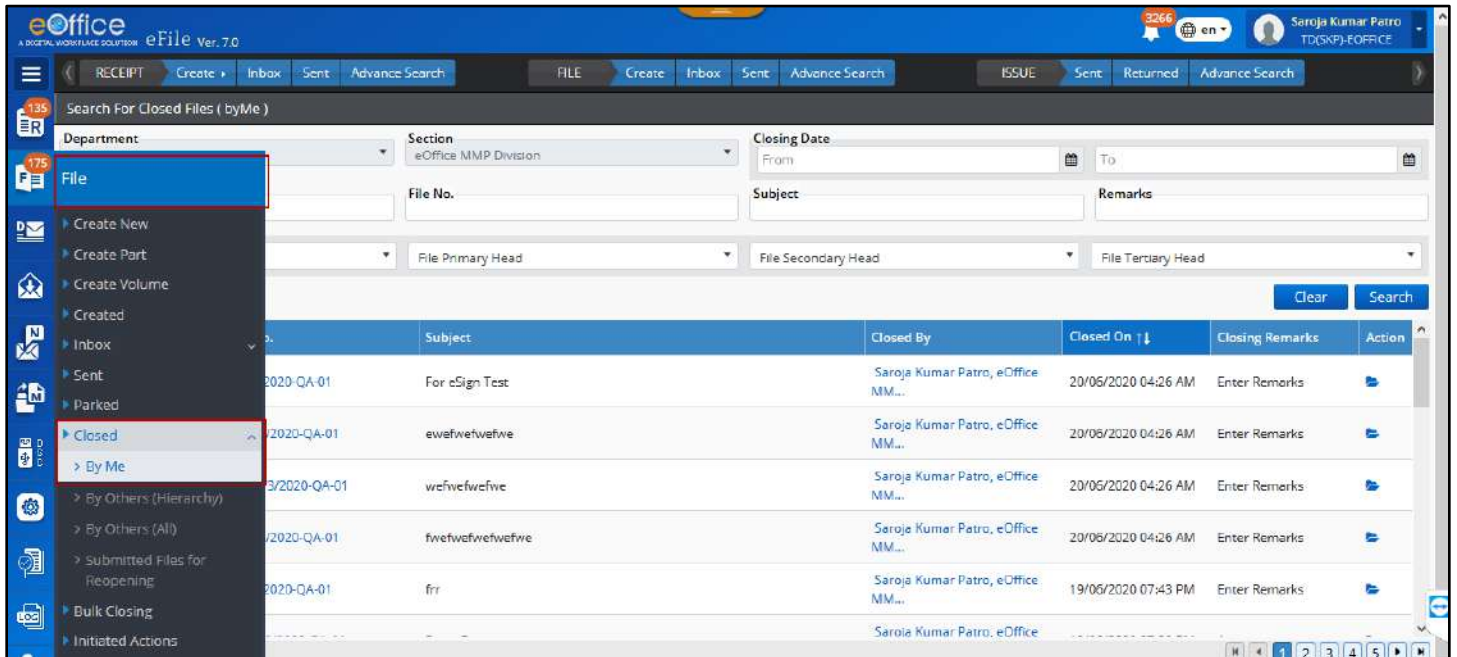 eOffice
A DIGITAL WORKPLACE SOLUTION eFile Ver. 7.0
3266
en
Saroja Kumar Patro
TD(SKP)-EOFFICE
RECEIPT Create Inbox Sent Advance Search FILE Create Inbox Sent Advance Search ISSUE Sent Returned Advance Search
135
R
Search For Closed Files ( byMe )
Department Section Closing Date
eOffice MMP Division From To
175
F
File
File No. Subject Remarks
D
Create New
Create Part
File Primary Head File Secondary Head File Tertiary Head
Create Volume
Clear Search
Created
N
Inbox
Subject Closed By Closed On Closing Remarks Action
Sent
2020-QA-01 For eSign Test Saroja Kumar Patro, eOffice MM... 20/06/2020 04:26 AM Enter Remarks
M
Parked
DSC
Closed
/2020-QA-01 ewefwefwefwe Saroja Kumar Patro, eOffice MM... 20/06/2020 04:26 AM Enter Remarks
> By Me
3/2020-QA-01 wefwefwefwe Saroja Kumar Patro, eOffice MM... 20/06/2020 04:26 AM Enter Remarks
> By Others (Hierarchy)
> By Others (All)
/2020-QA-01 fwefwefwefwefwe Saroja Kumar Patro, eOffice MM... 20/06/2020 04:26 AM Enter Remarks
> Submitted Files for
Reopening
2020-QA-01 frr Saroja Kumar Patro, eOffice MM... 19/06/2020 07:43 PM Enter Remarks
Bulk Closing
Initiated Actions
Saroja Kumar Patro, eOffice
1 2 3 4 5